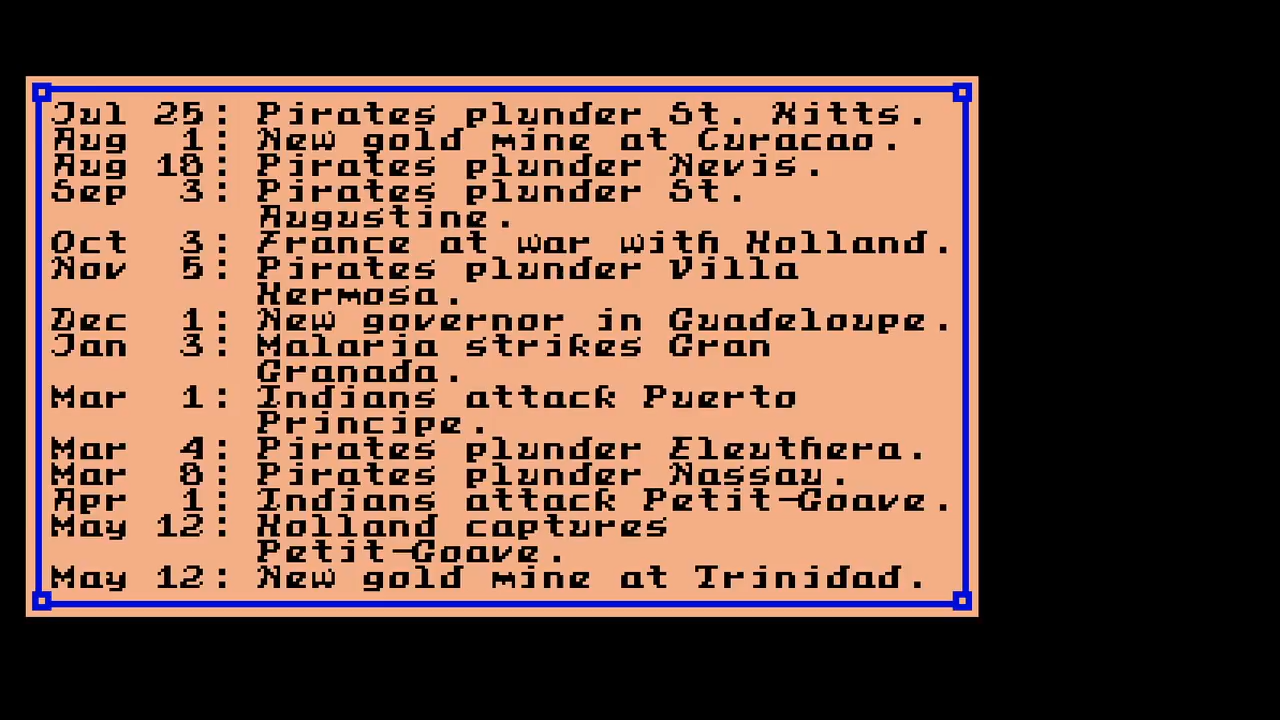 Jul 25: Pirates plunder St. Kitts.
Aug 1: New gold mine at Curacao.
Aug 10: Pirates plunder Nevis.
Sep 3: Pirates plunder St.
Augustine.
Oct 3: France at war with Holland.
Nov 5: Pirates plunder Villa
Hermosa.
Dec 1: New governor in Guadeloupe.
Jan 3: Malaria strikes Gran
Granada.
Mar 1: Indians attack Puerto
Principe.
Mar 4: Pirates plunder Eleuthera.
Mar 0: Pirates plunder Nassau.
Apr 1: Indians attack Petit-Goave.
May 12: Holland captures
Petit-Goave.
May 12: New gold mine at Trinidad.